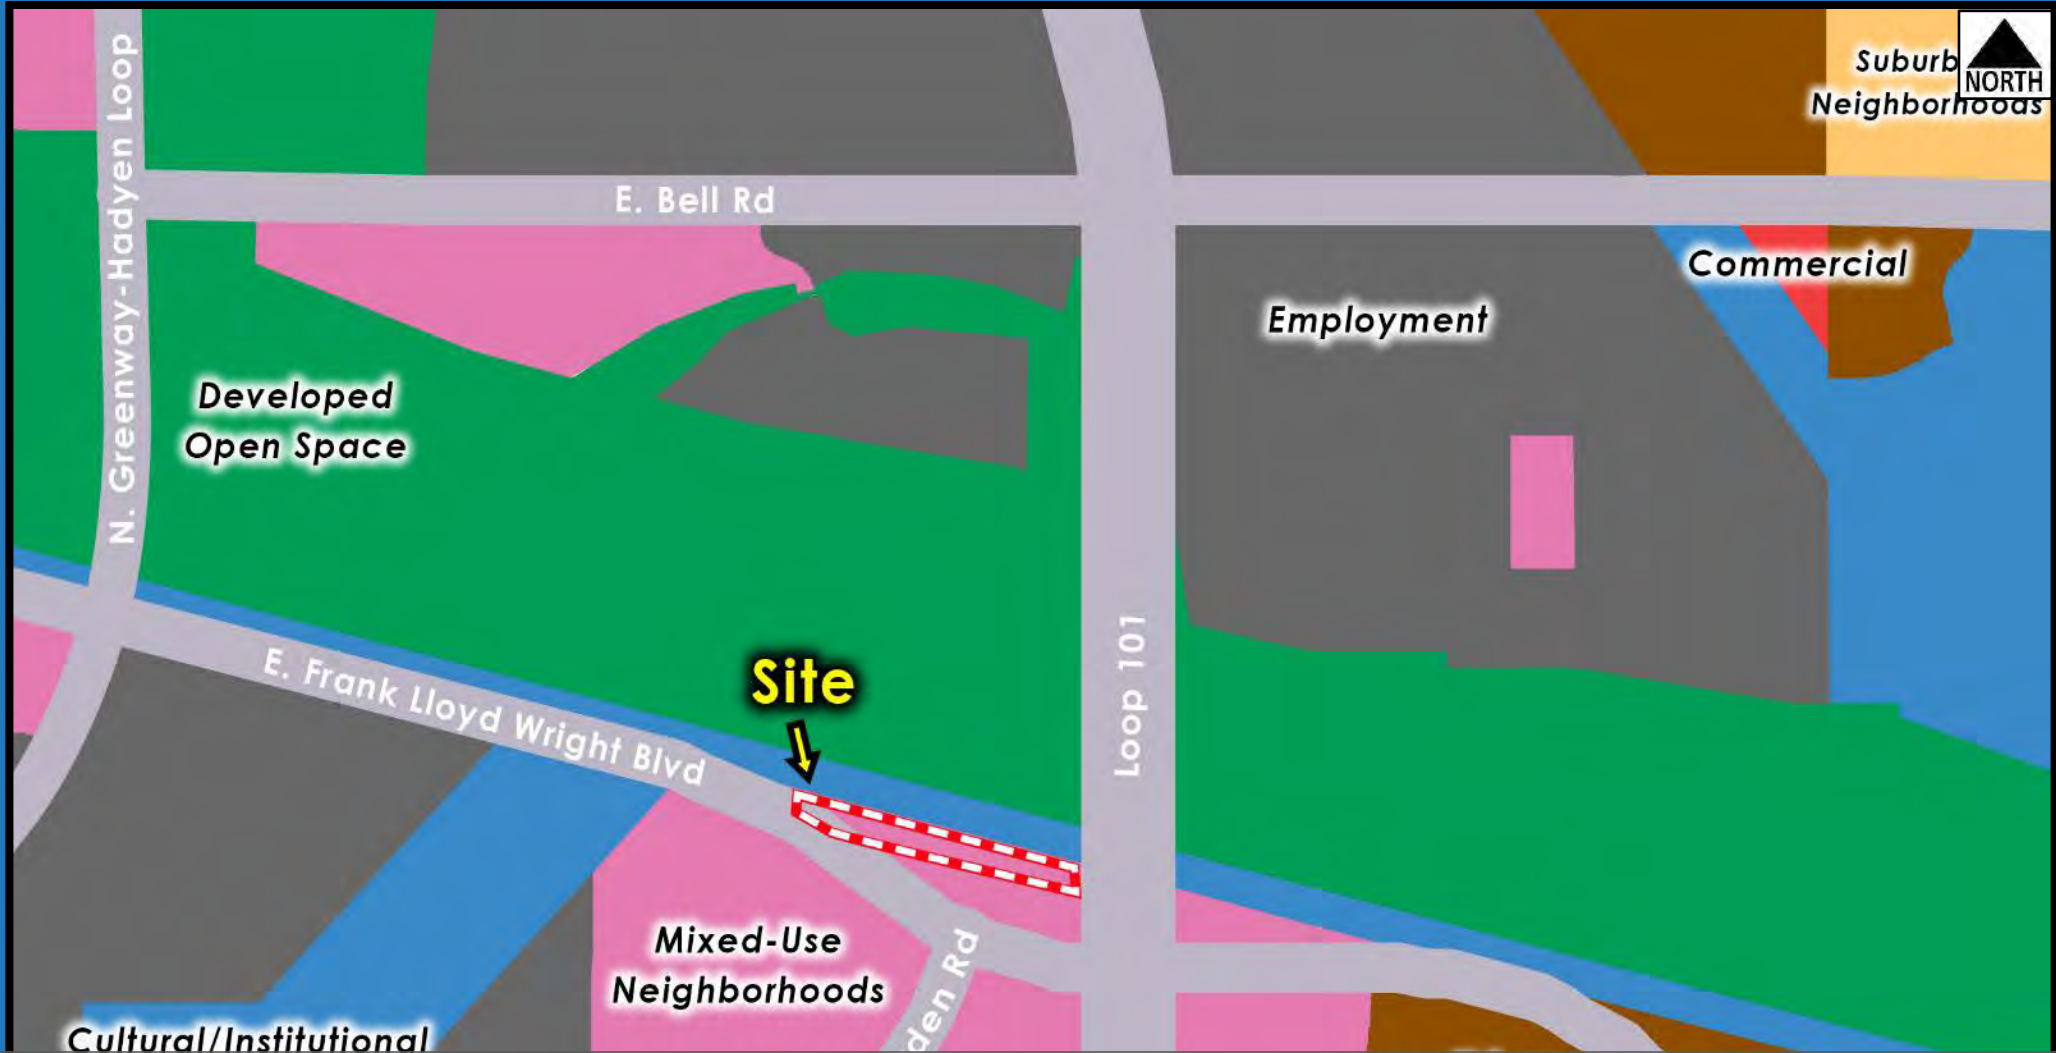 Suburb
Neighborhoods
NORTH
N. Greenway-Hadyen Loop
E. Bell Rd
Commercial
Employment
Developed
Open Space
E. Frank Lloyd Wright Blvd
Site
Loop 101
Mixed-Use
Neighborhoods
den Rd
Cultural/Institutional